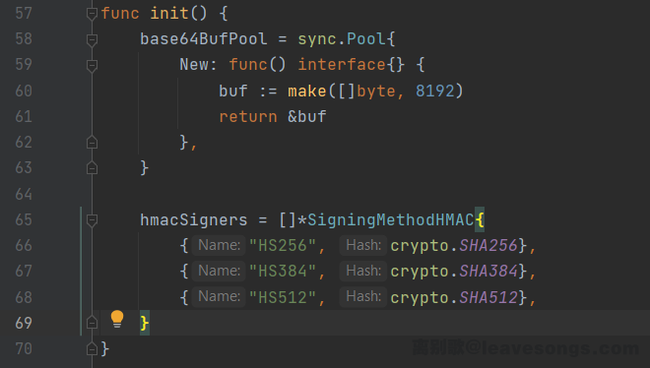 57 func init() {
58 base64BufPool = sync.Pool{
59 New: func() interface{} {
60 buf := make([]byte, 8192)
61 return &buf
62 },
63 }
64
65 hmacSigners = []*SigningMethodHMAC{
66 { Name: "HS256", Hash: crypto.SHA256},
67 { Name: "HS384", Hash: crypto.SHA384},
68 { Name: "HS512", Hash: crypto.SHA512},
69 }
70 }
@leavesongs.com